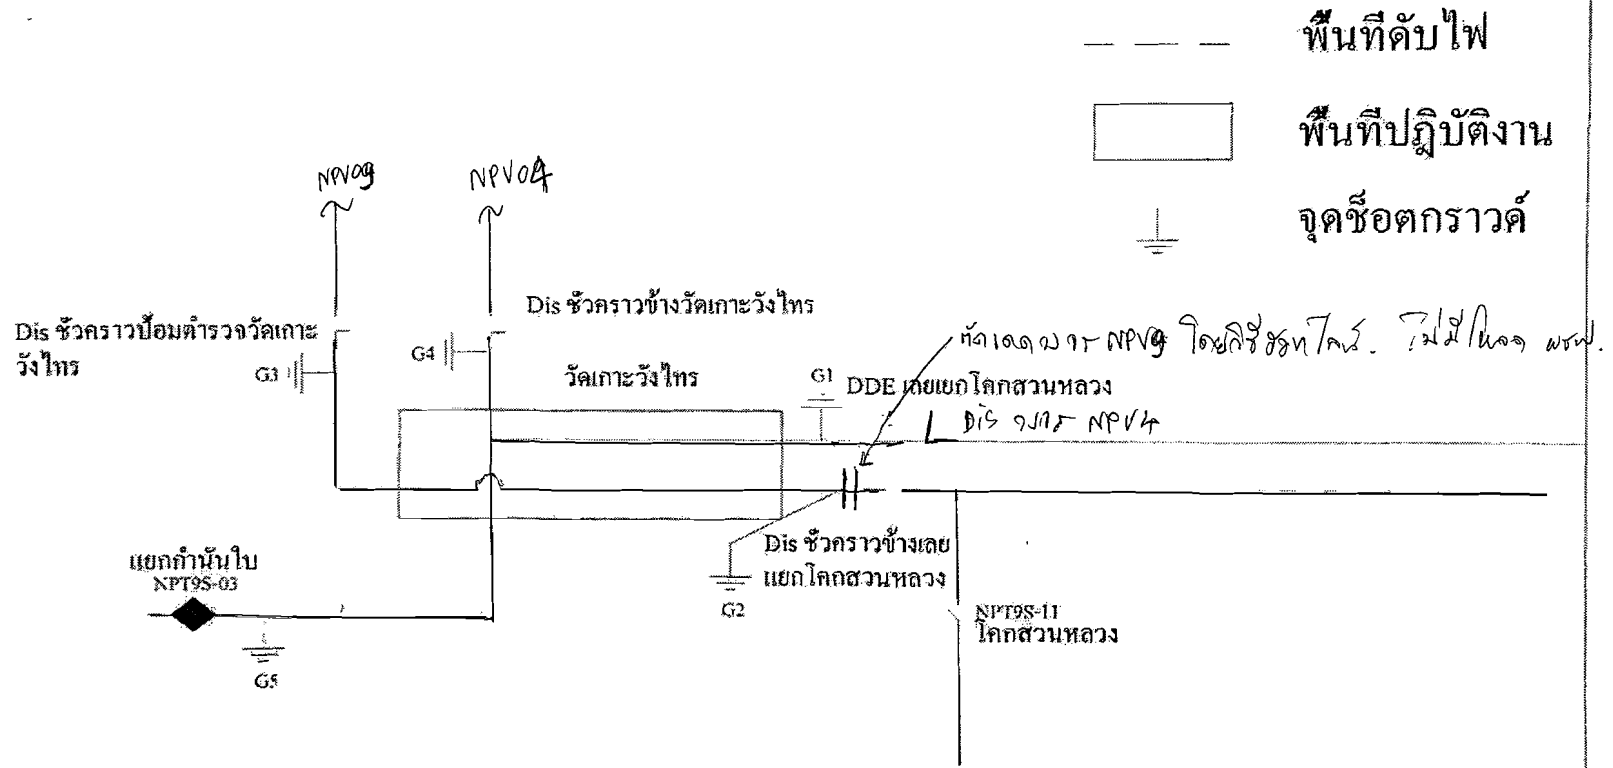 พื้นที่ดับไฟ
พื้นที่ปฏิบัติงาน
จุดช็อตกราวด์
NPV09
NPV04
Dis ชั่วคราวป้อมตำรวจวัดเกาะ
วังไทร
G3
G4
Dis ชั่วคราวข้างวัดเกาะวังไทร
วัดเกาะวังไทร
G1
DDE เลยแยกโคกสวนหลวง
NPV9
ไม่มีโหลด
Dis วงจร NPV4
Dis ชั่วคราวข้างเลย
แยกโคกสวนหลวง
G2
แยกกำนันใบ
NPT9S-03
G5
NPT9S-11
โคกสวนหลวง